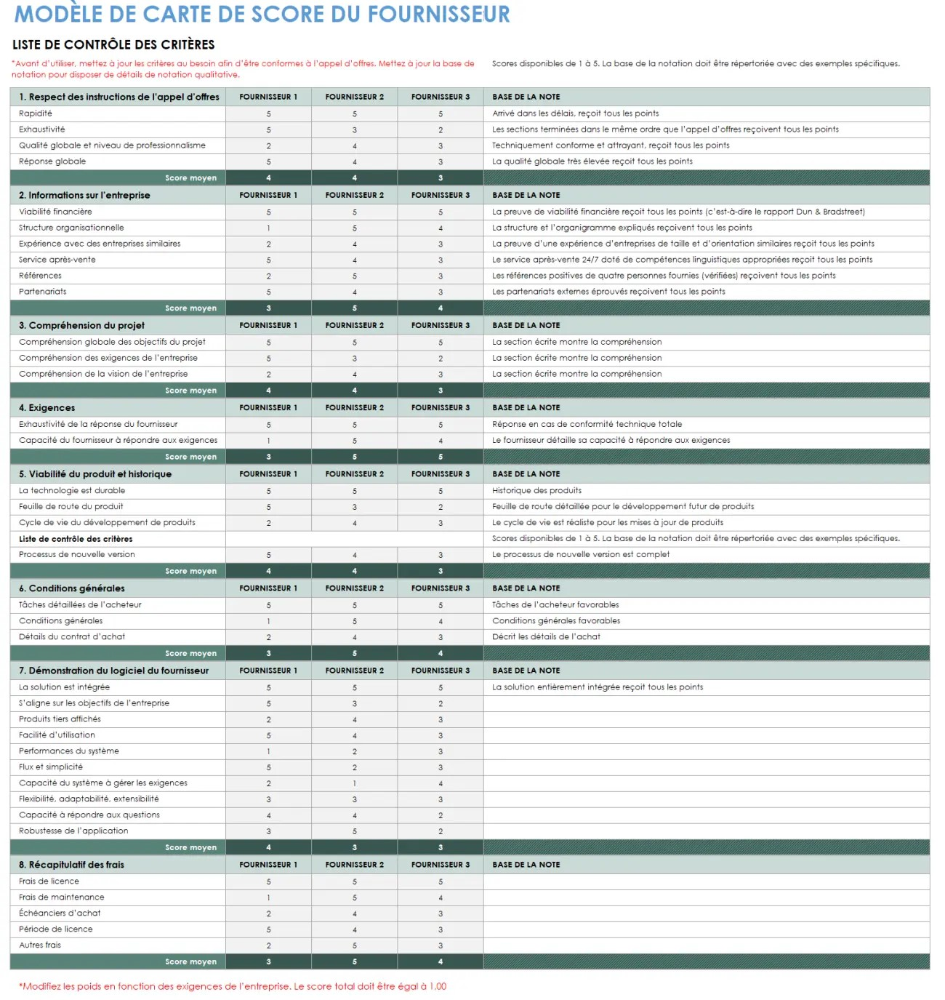 MODÈLE DE CARTE DE SCORE DU FOURNISSEUR
LISTE DE CONTRÔLE DES CRITÈRES
*Avant d'utiliser, mettez à jour les critères au besoin afin d'être conformes à l'appel d'offres. Mettez à jour la base de
notation pour disposer de détails de notation qualitative.
Scores disponibles de 1 à 5. La base de la notation doit être répertoriée avec des exemples spécifiques.
1. Respect des instructions de l'appel d'offres FOURNISSEUR 1 FOURNISSEUR 2 FOURNISSEUR 3 BASE DE LA NOTE
Rapidité 5 5 5 Arrivé dans les délais, reçoit tous les points
Exhaustivité 5 3 2 Les sections terminées dans le même ordre que l'appel d'offres reçoivent tous les points
Qualité globale et niveau de professionnalisme 2 4 3 Techniquement conforme et attrayant, reçoit tous les points
Réponse globale 5 4 3 La qualité globale très élevée reçoit tous les points
Score moyen 4 4 3
2. Informations sur l'entreprise FOURNISSEUR 1 FOURNISSEUR 2 FOURNISSEUR 3 BASE DE LA NOTE
Viabilité financière 5 5 5 La preuve de viabilité financière reçoit tous les points (c'est-à-dire le rapport Dun & Bradstreet)
Structure organisationnelle 1 5 4 La structure et l'organigramme expliqués reçoivent tous les points
Expérience avec des entreprises similaires 2 4 3 La preuve d'une expérience d'entreprises de taille et d'orientation similaires reçoit tous les points
Service après-vente 5 4 3 Le service après-vente 24/7 doté de compétences linguistiques appropriées reçoit tous les points
Références 2 5 3 Les références positives de quatre personnes fournies (vérifiées) reçoivent tous les points
Partenariats 5 4 3 Les partenariats externes éprouvés reçoivent tous les points
Score moyen 3 5 4
3. Compréhension du projet FOURNISSEUR 1 FOURNISSEUR 2 FOURNISSEUR 3 BASE DE LA NOTE
Compréhension globale des objectifs du projet 5 5 5 La section écrite montre la compréhension
Compréhension des exigences de l'entreprise 5 3 2 La section écrite montre la compréhension
Compréhension de la vision de l'entreprise 2 4 3 La section écrite montre la compréhension
Score moyen 4 4 3
4. Exigences FOURNISSEUR 1 FOURNISSEUR 2 FOURNISSEUR 3 BASE DE LA NOTE
Exhaustivité de la réponse du fournisseur 5 5 5 Réponse en cas de conformité technique totale
Capacité du fournisseur à répondre aux exigences 1 5 4 Le fournisseur détaille sa capacité à répondre aux exigences
Score moyen 3 5 5
5. Viabilité du produit et historique FOURNISSEUR 1 FOURNISSEUR 2 FOURNISSEUR 3 BASE DE LA NOTE
La technologie est durable 5 5 5 Historique des produits
Feuille de route du produit 5 3 2 Feuille de route détaillée pour le développement futur de produits
Cycle de vie du développement de produits 2 4 3 Le cycle de vie est réaliste pour les mises à jour de produits
Liste de contrôle des critères Scores disponibles de 1 à 5. La base de la notation doit être répertoriée avec des exemples spécifiques.
Processus de nouvelle version 5 4 3 Le processus de nouvelle version est complet
Score moyen 4 4 3
6. Conditions générales FOURNISSEUR 1 FOURNISSEUR 2 FOURNISSEUR 3 BASE DE LA NOTE
Tâches détaillées de l'acheteur 5 5 5 Tâches de l'acheteur favorables
Conditions générales 1 5 4 Conditions générales favorables
Détails du contrat d'achat 2 4 3 Décrit les détails de l'achat
Score moyen 3 5 4
7. Démonstration du logiciel du fournisseur FOURNISSEUR 1 FOURNISSEUR 2 FOURNISSEUR 3 BASE DE LA NOTE
La solution est intégrée 5 5 5 La solution entièrement intégrée reçoit tous les points
S'aligne sur les objectifs de l'entreprise 5 3 2
Produits tiers affichés 2 4 3
Facilité d'utilisation 5 4 3
Performances du système 1 2 3
Flux et simplicité 5 2 3
Capacité du système à gérer les exigences 2 1 4
Flexibilité, adaptabilité, extensibilité 3 3 3
Capacité à répondre aux questions 4 4 2
Robustesse de l'application 3 5 2
Score moyen 4 3 3
8. Récapitulatif des frais FOURNISSEUR 1 FOURNISSEUR 2 FOURNISSEUR 3 BASE DE LA NOTE
Frais de licence 5 5 5
Frais de maintenance 1 5 4
Échéanciers d'achat 2 4 3
Période de licence 5 4 3
Autres frais 2 5 3
Score moyen 3 5 4
*Modifiez les poids en fonction des exigences de l'entreprise. Le score total doit être égal à 1,00